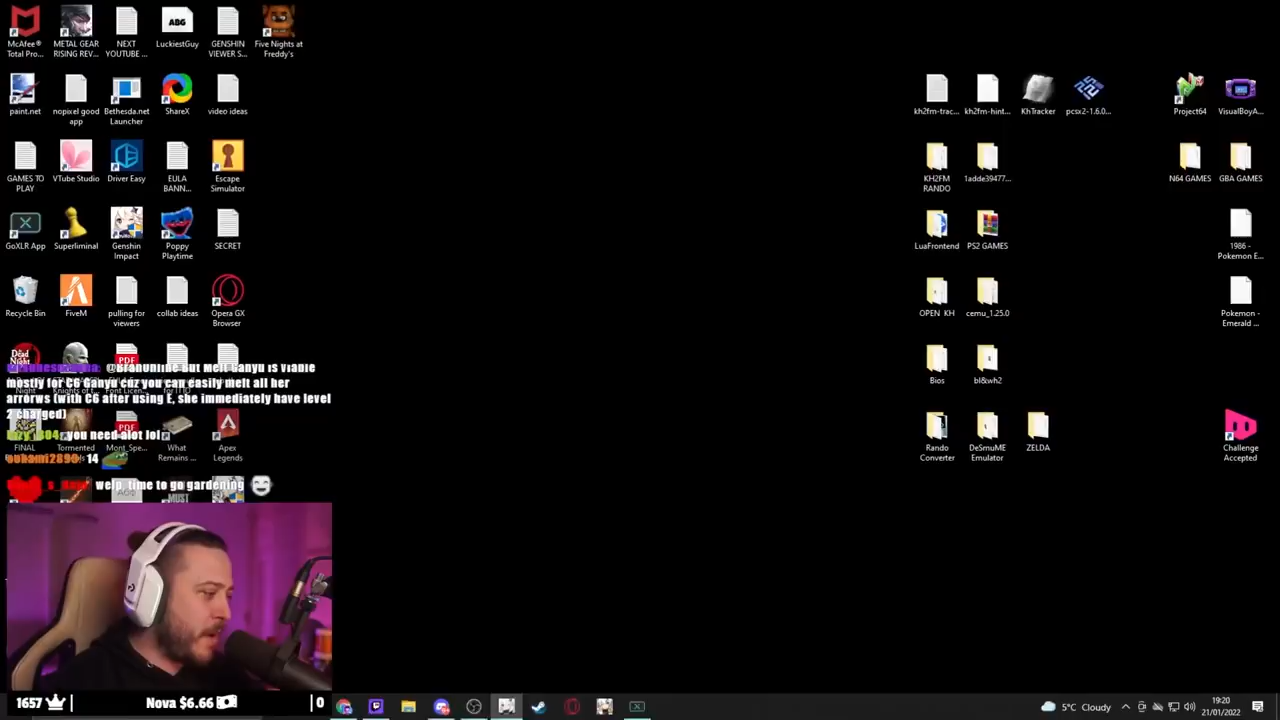 McAfee® Total Pro...
METAL GEAR RISING REV...
NEXT YOUTUBE ...
ABG
LuckiestGuy
GENSHIN VIEWER S...
Five Nights at Freddy's
paint.net
nopixel good app
Bethesda.net Launcher
ShareX
video ideas
kh2fm-trac...
kh2fm-hint...
KhTracker
pcsx2-1.6.0...
Project64
VisualBoyA...
GAMES TO PLAY
VTube Studio
Driver Easy
EULA BANN...
Escape Simulator
KH2FM RANDO
1adde39477...
N64 GAMES
GBA GAMES
GoXLR App
Superliminal
Genshin Impact
Poppy Playtime
SECRET
LuaFrontend
PS2 GAMES
1986 - Pokemon E...
Recycle Bin
FiveM
pulling for viewers
collab ideas
Opera GX Browser
OPEN KH
cemu_1.25.0
Pokemon - Emerald ...
Bios
bl&wh2
But Melt Ganyu is viable
mostly for C6 Ganyu cuz you can easily melt all her
arrorws (with C6 after using E, she immediately have level
2 charged)
you need alot lol
14
welp, time to go gardening
FINAL
Tormented
Mont_Spe...
What Remains ...
Apex Legends
Rando Converter
DeSmuME Emulator
ZELDA
Challenge Accepted
1657
Nova $6.66
0
5°C Cloudy
19:20
21/01/2022